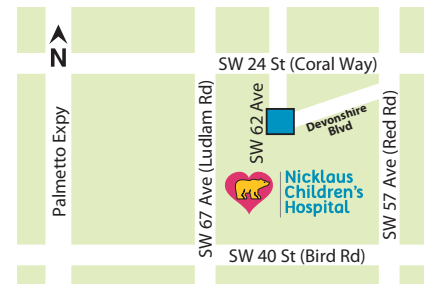 N
SW 24 St (Coral Way)
Palmetto Expy
SW 67 Ave (Ludlam Rd)
SW 62 Ave
Devonshire
Blvd
SW 57 Ave (Red Rd)
Nicklaus
Children's
Hospital
SW 40 St (Bird Rd)